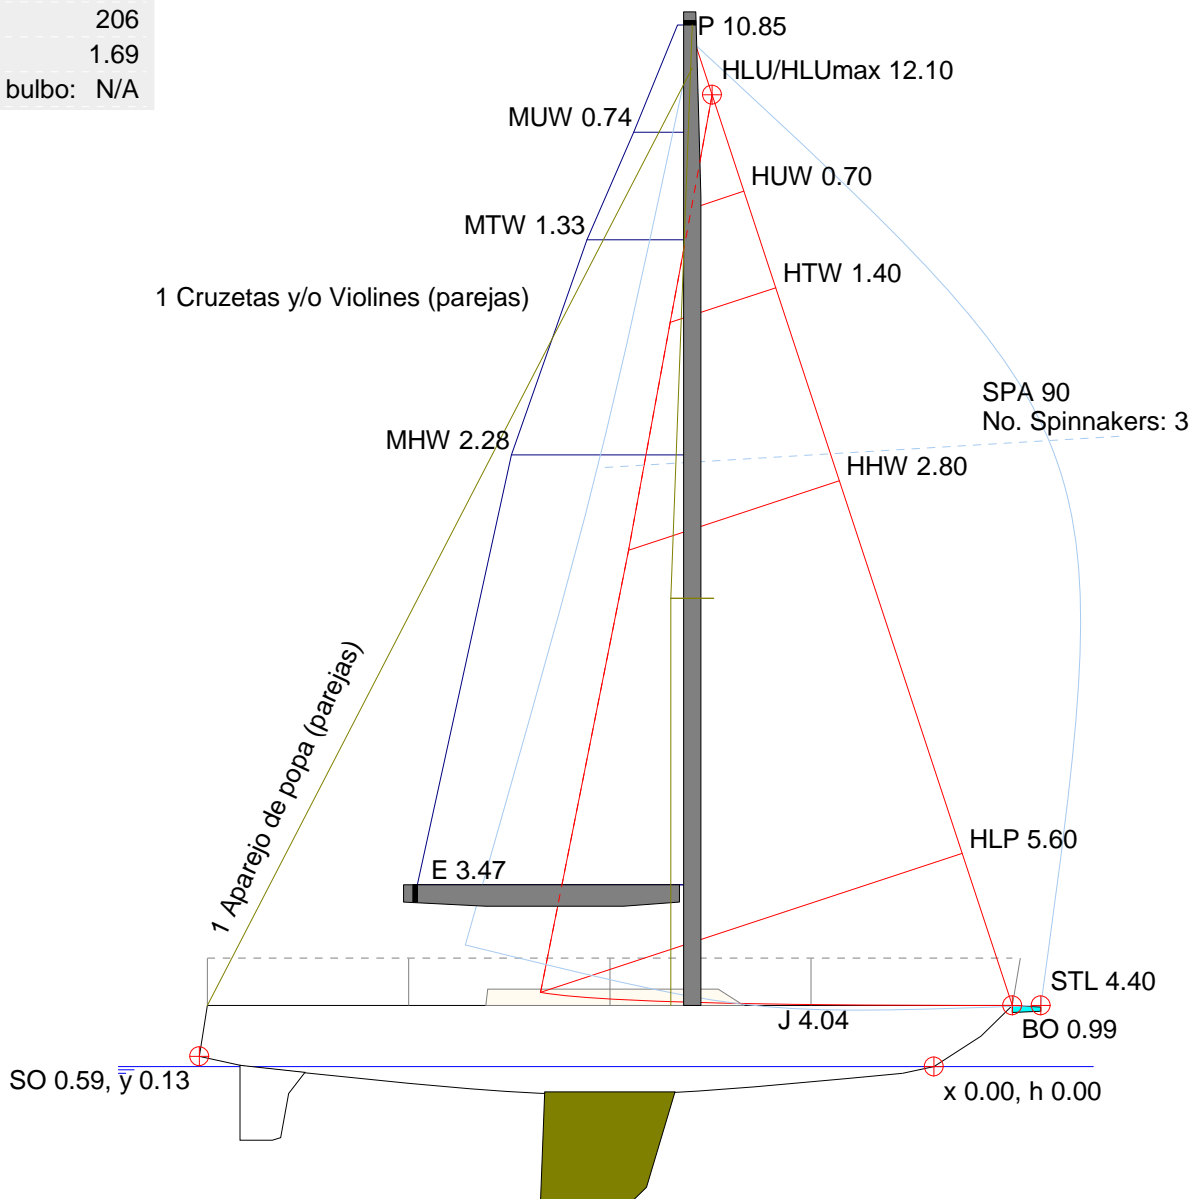 206
1.69
bulbo: N/A
P 10.85
HLU/HLUmax 12.10
MUW 0.74
HUW 0.70
MTW 1.33
HTW 1.40
1 Cruzetas y/o Violines (parejas)
SPA 90
No. Spinnakers: 3
MHW 2.28
HHW 2.80
1 Aparejo de popa (parejas)
HLP 5.60
E 3.47
STL 4.40
J 4.04
BO 0.99
SO 0.59, y 0.13
x 0.00, h 0.00